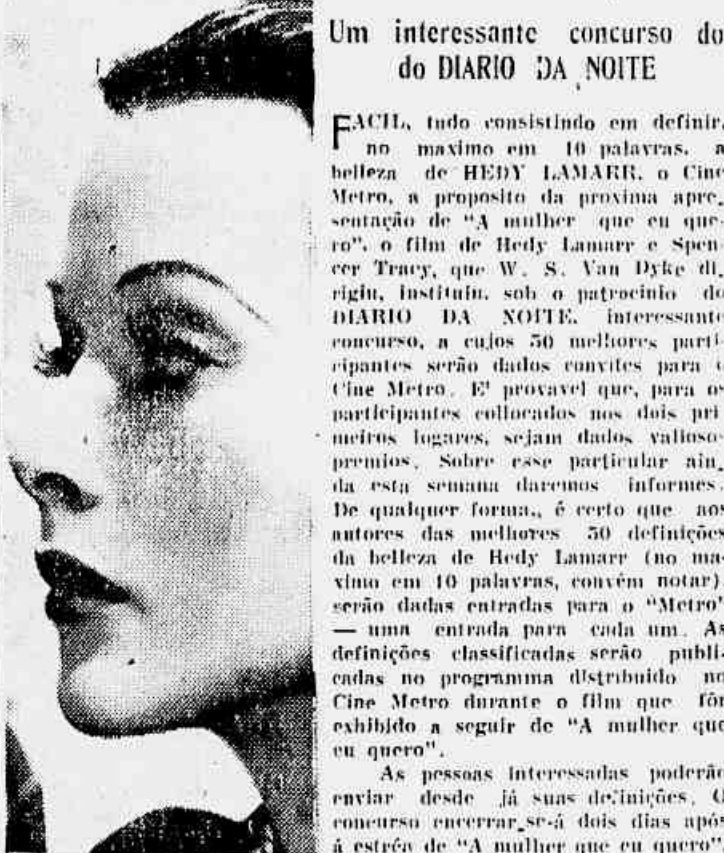 Um interessante concurso do
do DIARIO DA NOITE
FACIL, tudo consistindo em definir,
no maximo em 10 palavras, a
belleza de HEDY LAMARR, o Cine
Metro, a proposito da proxima apre-
sentação de "A mulher que eu que-
ro", o film de Hedy Lamarr e Spen-
cer Tracy, que W. S. Van Dyke di-
rigiu, instituiu, sob o patrocinio do
DIARIO DA NOITE, interessante
concurso, a cujos 50 melhores parti-
cipantes serão dados convites para o
Cine Metro. E' provavel que, para os
participantes collocados nos dois pri
meiros logares, sejam dados valioso
premios. Sobre esse particular ain-
da esta semana daremos informes.
De qualquer forma,, é certo que aos
autores das melhores 50 definições
da belleza de Hedy Lamarr (no ma-
ximo em 10 palavras, convém notar)
serão dadas entradas para o "Metro"
— uma entrada para cada um. As
definições classificadas serão publi-
cadas no programma distribuido no
Cine Metro durante o film que fôr
exhibido a seguir de "A mulher que
eu quero".
As pessoas interessadas poderão
enviar desde já suas definições. O
concurso encerrar-se-á dois dias após
á estréa de "A mulher que eu quero"